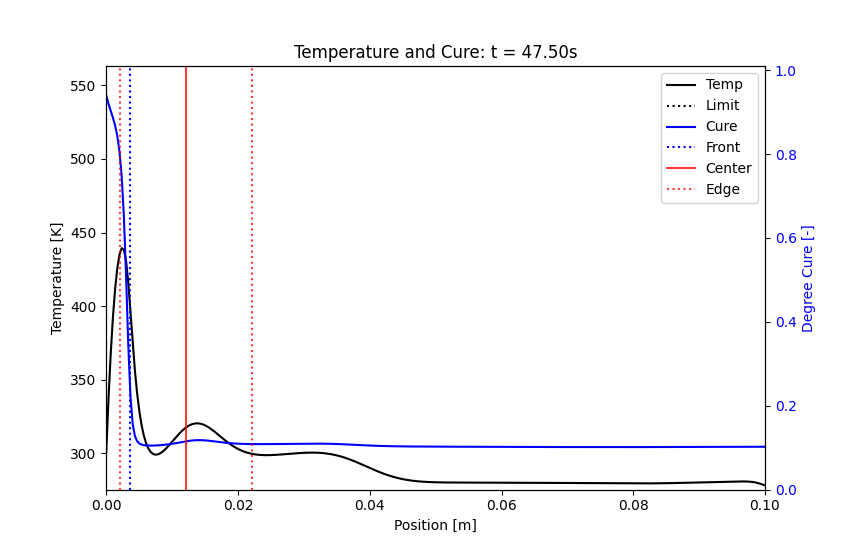 Temperature and Cure: t = 47.50s
Temperature [K]
550
500
450
400
350
300
Temp
Limit
Cure
Front
Center
Edge
1.0
0.8
0.6
0.4
0.2
0.0
Degree Cure [-]
0.00
0.02
0.04
0.06
0.08
0.10
Position [m]